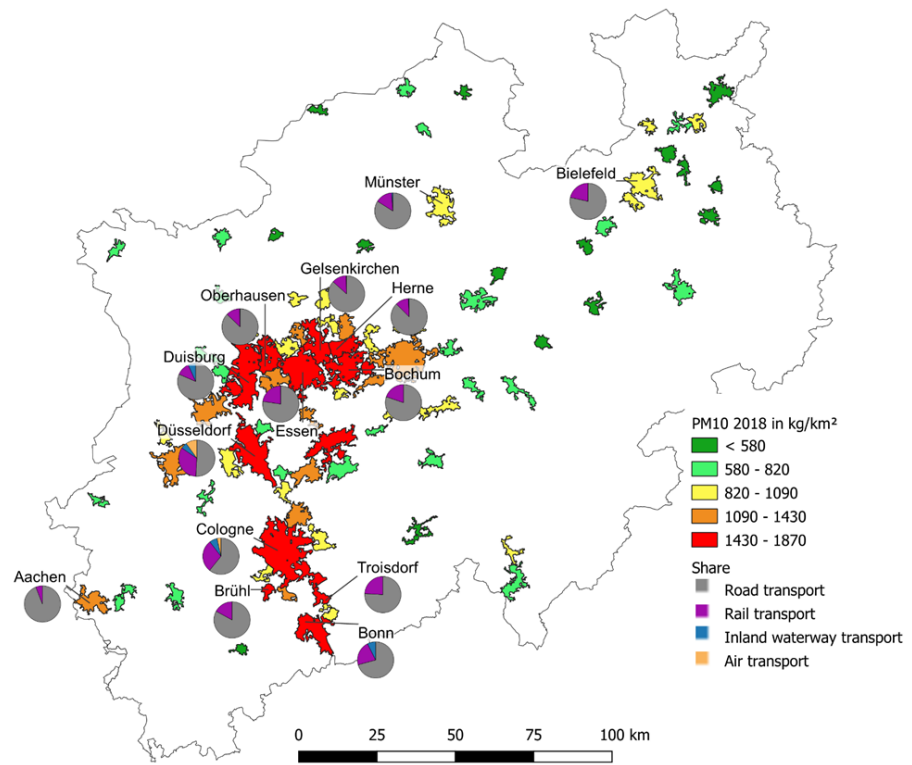 Münster
Bielefeld
Gelsenkirchen
Oberhausen
Herne
Duisburg
Bochum
Düsseldorf
Essen
Cologne
Aachen
Brühl
Troisdorf
Bonn
PM10 2018 in kg/km²
< 580
580 - 820
820 - 1090
1090 - 1430
1430 - 1870
Share
Road transport
Rail transport
Inland waterway transport
Air transport
0 25 50 75 100 km